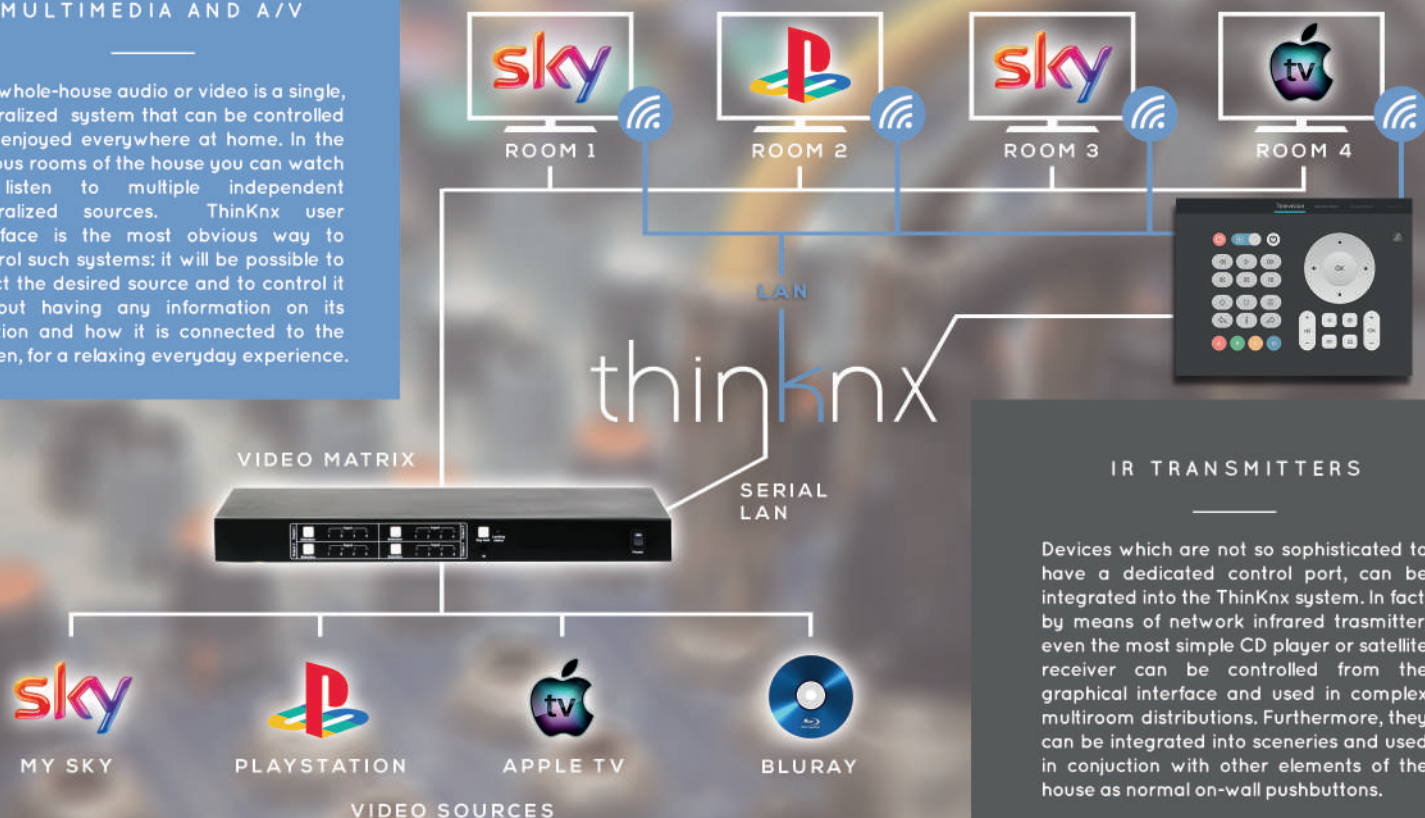 MULTIMEDIA AND A/V
whole-house audio or video is a single,
system that can be controlled
enjoyed everywhere at home. In the
rooms of the house you can watch
listen to multiple independent
sources. ThinKnx user
is the most obvious way to
such systems: it will be possible to
the desired source and to control it
having any information on its
and how it is connected to the
for a relaxing everyday experience.
sky
sky
tv
ROOM 1
ROOM 2
ROOM 3
ROOM 4
Television
OK
LAN
thinknx
VIDEO MATRIX
SERIAL
LAN
sky
tv
MY SKY
PLAYSTATION
APPLE TV
BLURAY
VIDEO SOURCES
IR TRANSMITTERS
Devices which are not so sophisticated to
have a dedicated control port, can be
integrated into the ThinKnx system. In fact
by means of network infrared trasmitter
even the most simple CD player or satellite
receiver can be controlled from the
graphical interface and used in complex
multiroom distributions. Furthermore, they
can be integrated into sceneries and used
in conjuction with other elements of the
house as normal on-wall pushbuttons.